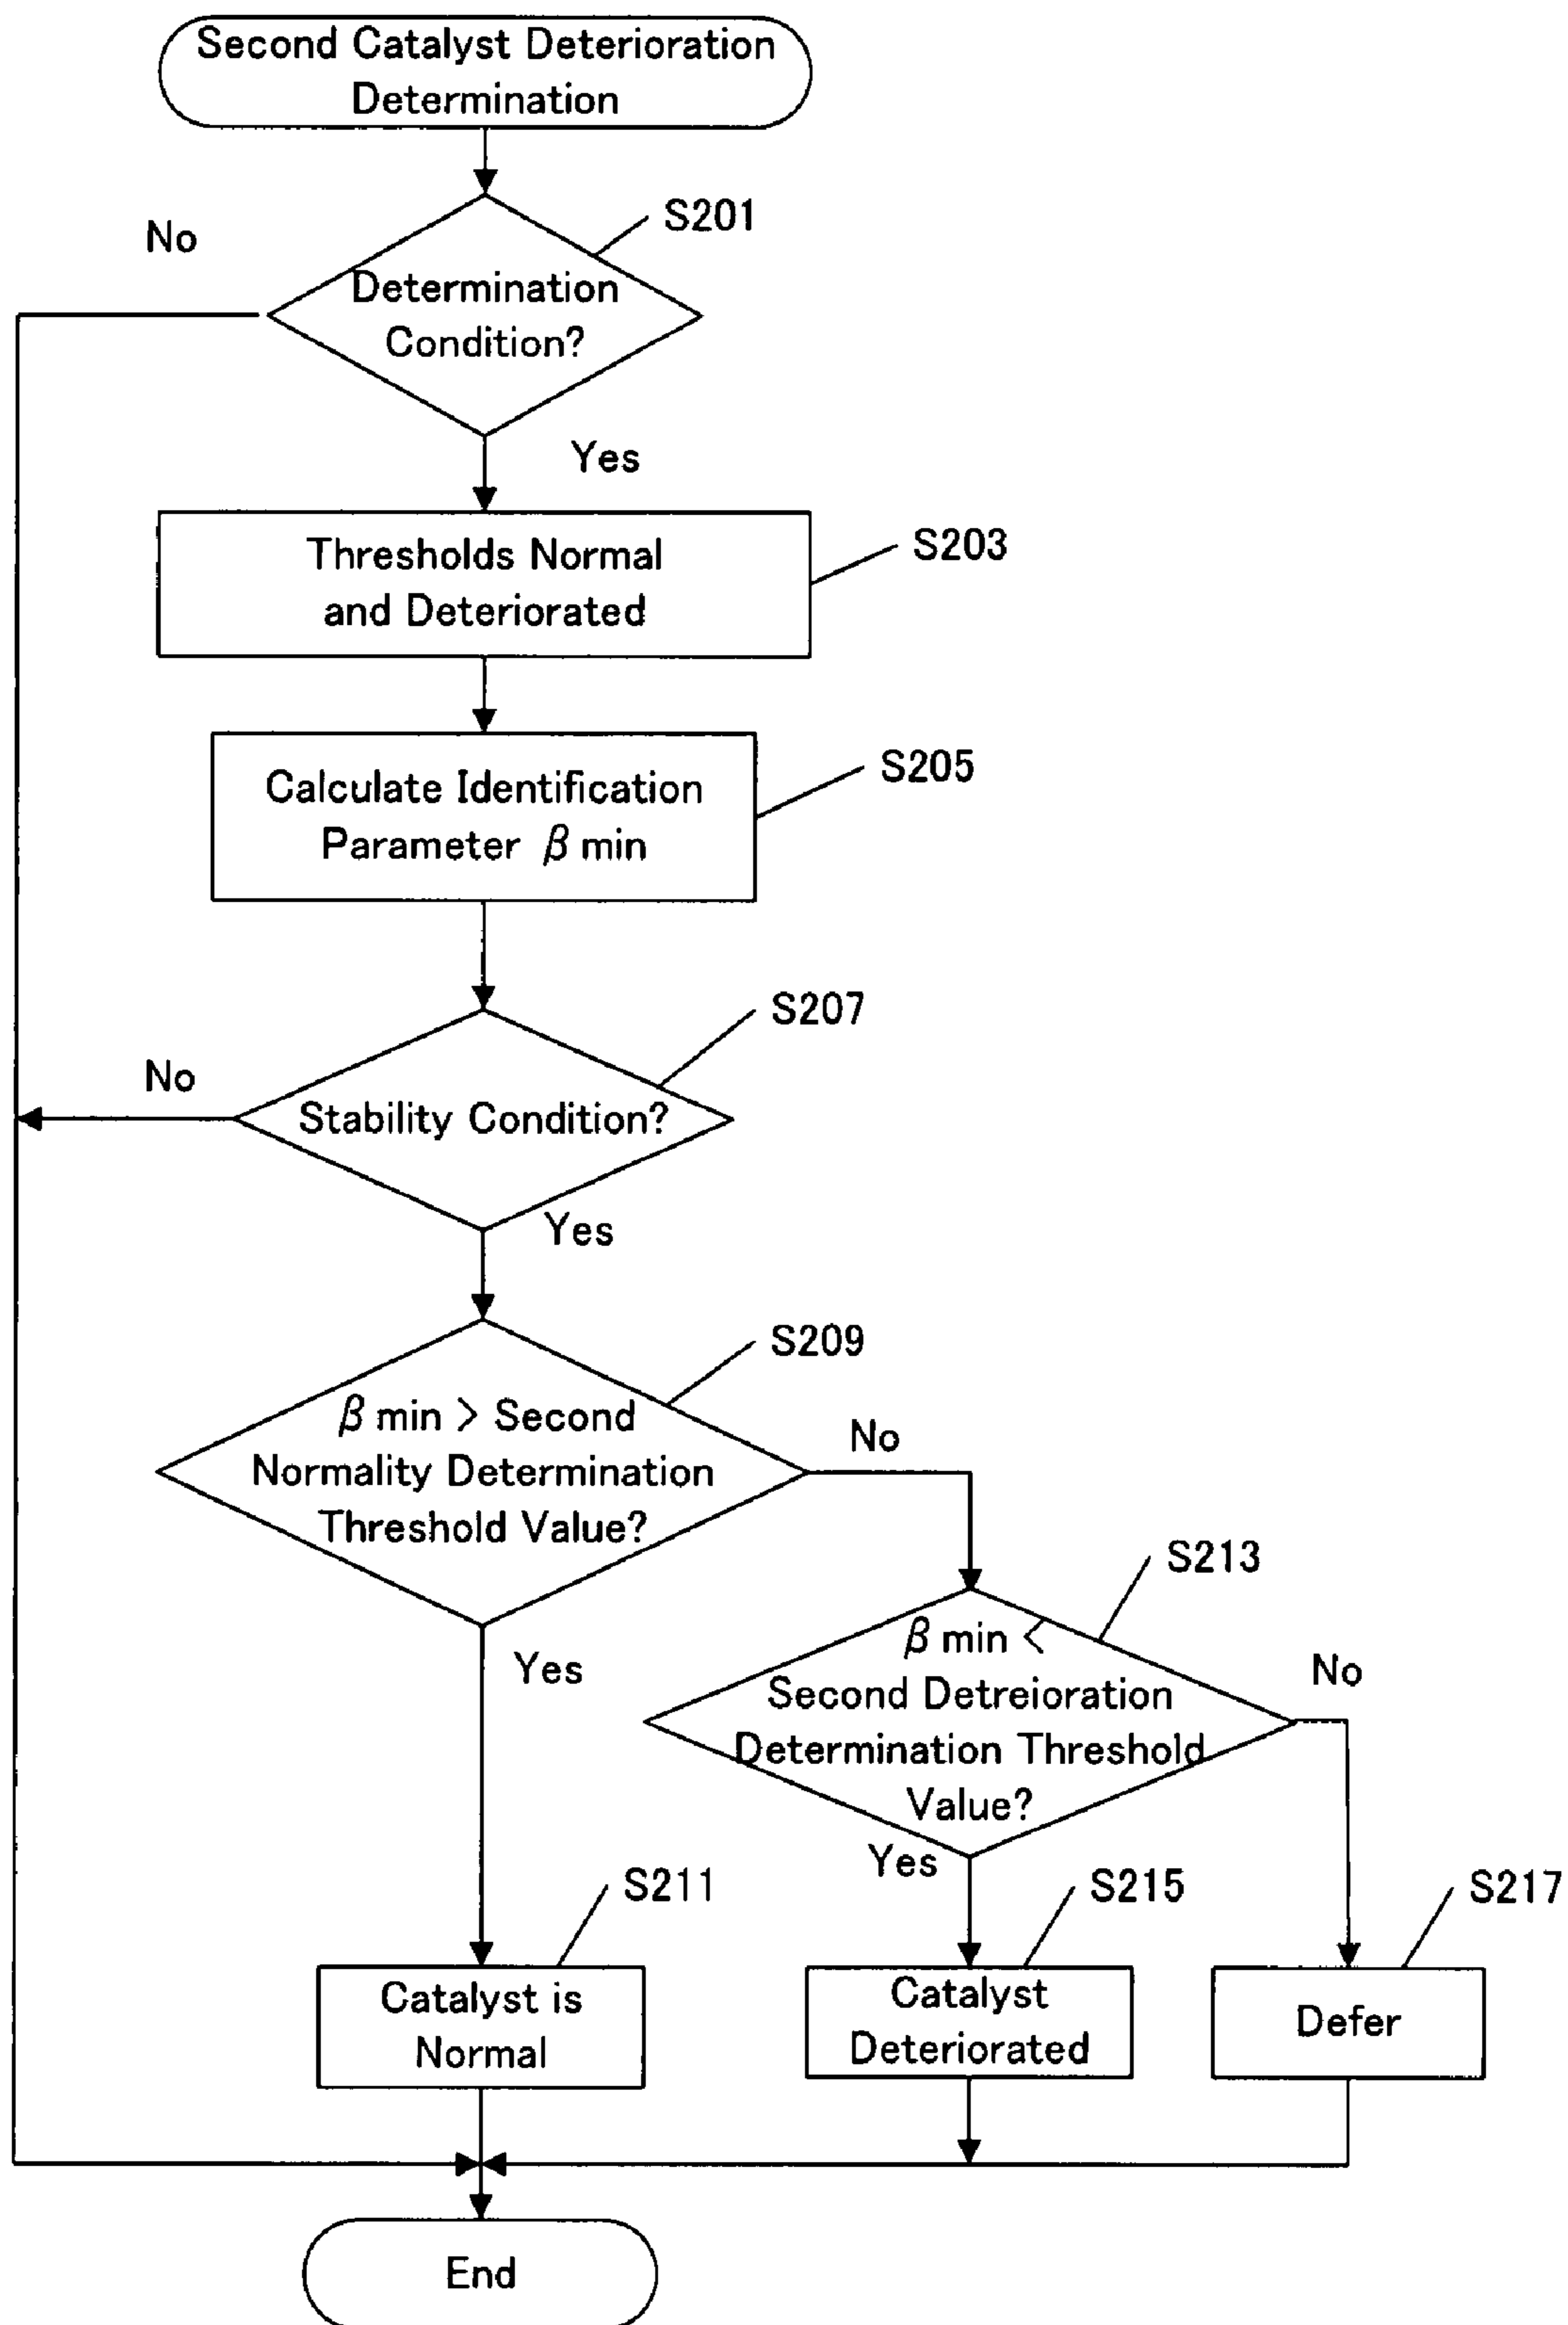 Second Catalyst Deterioration
Determination
S201
No
Determination
Condition?
Yes
S203
Thresholds Normal
and Deteriorated
S205
Calculate Identification
Parameter β min
S207
No
Stability Condition?
Yes
S209
β min > Second
Normality Determination
Threshold Value?
No
S213
β min <
Second Detreioration
Determination Threshold
Value?
Yes
No
Yes
S211
S215
S217
Catalyst is
Normal
Catalyst
Deteriorated
Defer
End